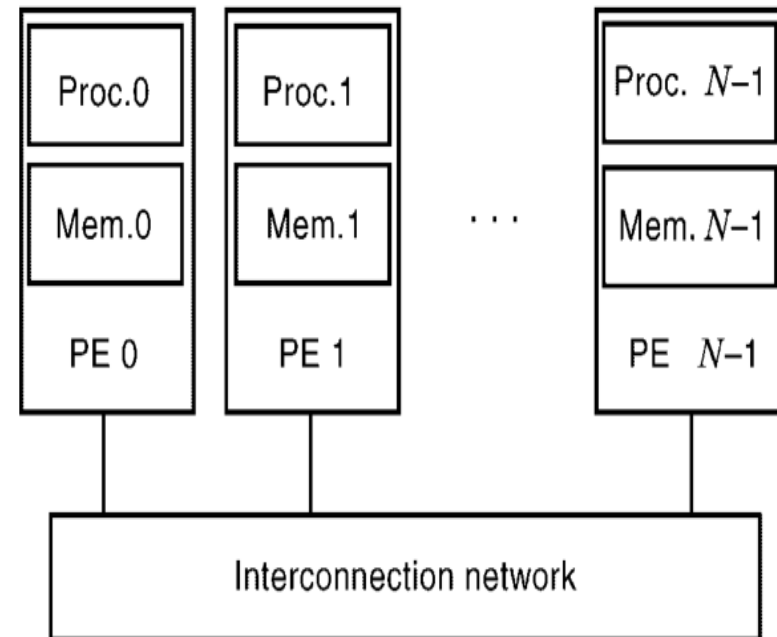 Proc.0
Proc.1
Proc. N–1
Mem.0
Mem.1
. . .
Mem. N–1
PE 0
PE 1
PE N–1
Interconnection network